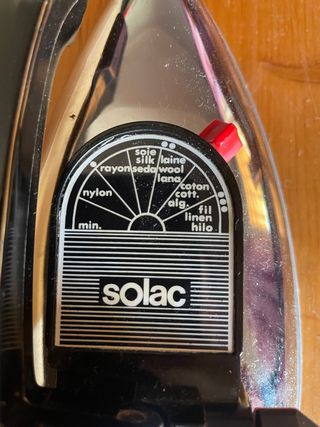 soie
silk
seda
laine
wool
lana
rayon
coton
cott.
alg.
nylon
fil
linen
hilo
min.
solac